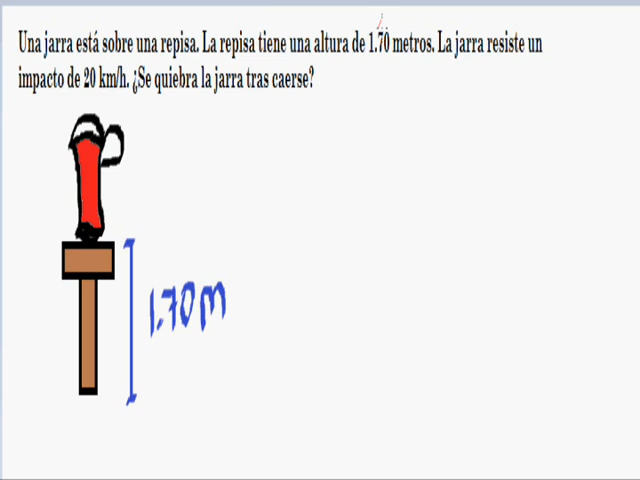 Una jarra está sobre una repisa. La repisa tiene una altura de 1.70 metros. La jarra resiste un
impacto de 20 km/h. ¿Se quiebra la jarra tras caerse?
1.70m